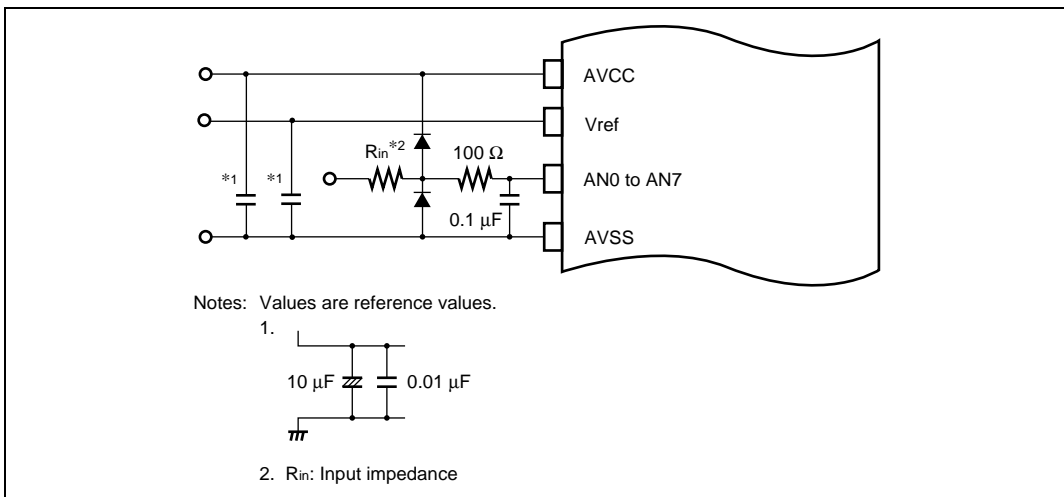 AVCC
Vref
Rin*2
100 Ω
*1
*1
AN0 to AN7
0.1 μF
AVSS
Notes: Values are reference values.
1.
10 μF
0.01 μF
2. Rin: Input impedance